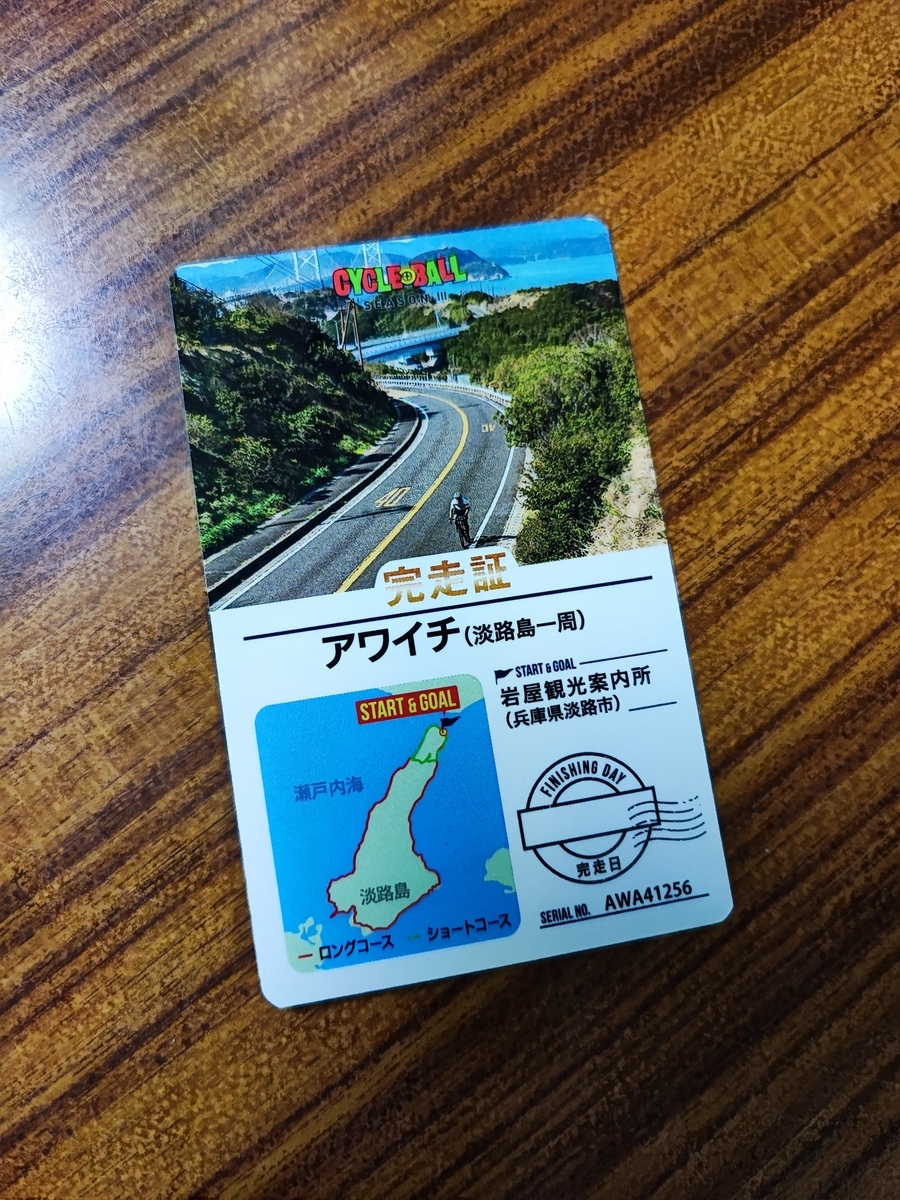 CYCLE BALL
SEASON III
40
40
完走証
アワイチ(淡路島一周)
START & GOAL
岩屋観光案内所
(兵庫県淡路市)
START & GOAL
瀬戸内海
淡路島
ロングコース ショートコース
FINISHING DAY
完走日
SERIAL NO. AWA41256